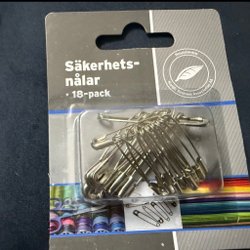 Säkerhets-
nålar
• 18-pack